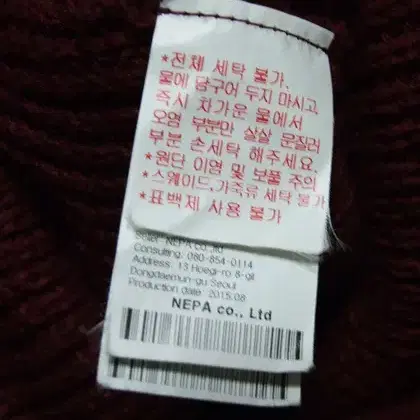 *전체 세탁 불가.
물에 담구어 두지 마시고
즉시 차가운 물에서
오염 부분만 살살 문질러
부분 손세탁 해주세요.
*원단 이염 및 보풀 주의
*스웨이드,가죽류 세탁 불가
*표백제 사용 불가
Seller: NEPA co.,ltd
Consulting: 080-854-0114
Address: 13 Hoegi-ro 8-gil
Dongdaemun-gu Seoul
Production date :2015.08
NEPA co., Ltd